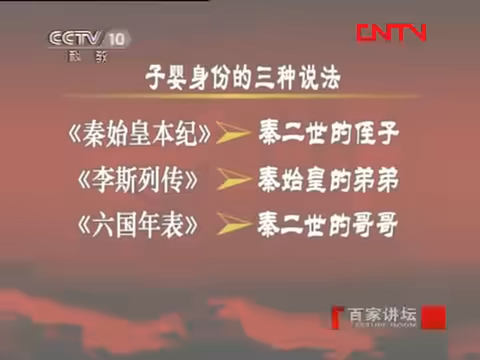 CCTV 10
科教
CNTV
子婴身份的三种说法
《秦始皇本纪》 秦二世的侄子
《李斯列传》 秦始皇的弟弟
《六国年表》 秦二世的哥哥
百家讲坛
LECTURE ROOM